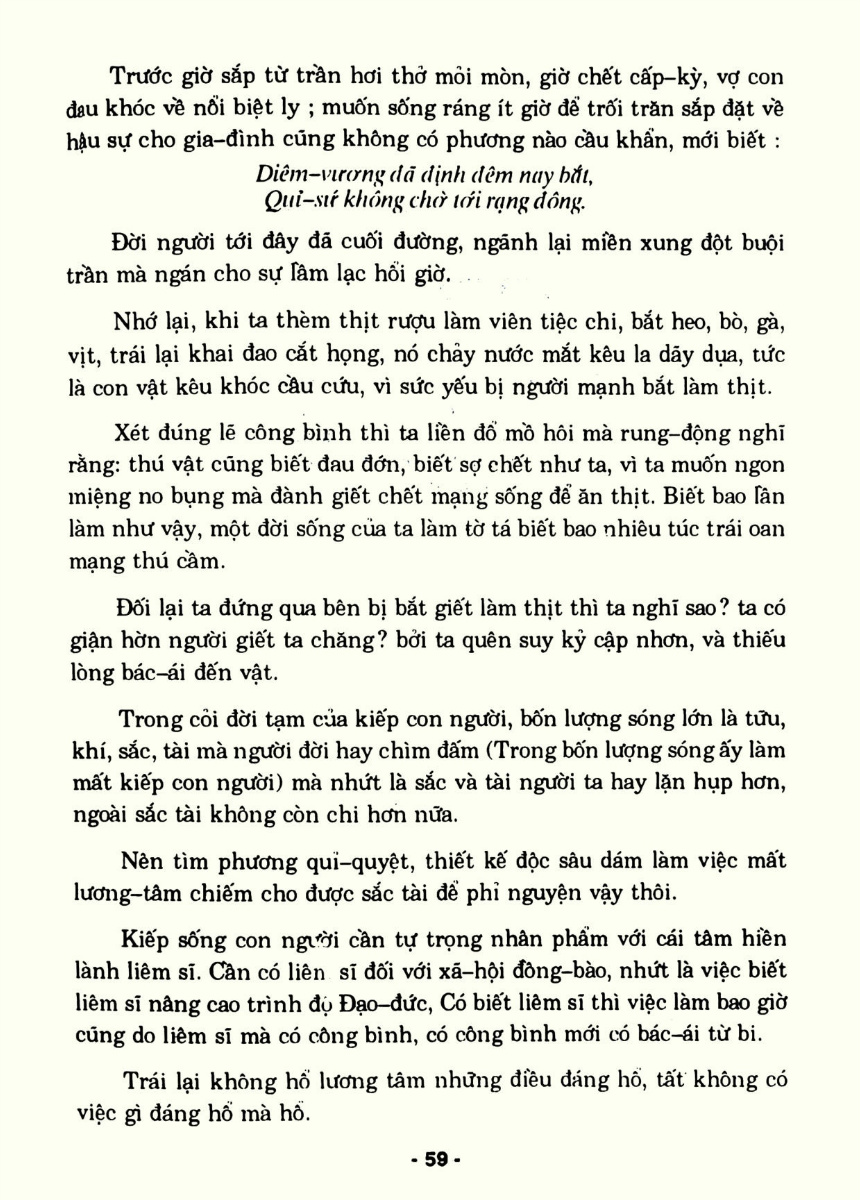 Trước giờ sắp từ trần hơi thở mỏi mòn, giờ chết cấp–kỳ, vợ con
đau khóc về nổi biệt ly ; muốn sống ráng ít giờ để trối trăn sắp đặt về
hậu sự cho gia–đình cũng không có phương nào cầu khẩn, mới biết :
Diêm–vương đã định đêm nay bắt,
Quỉ–sứ không chờ tới rạng đông.
Đời người tới đây đã cuối đường, ngãnh lại miền xung đột buội
trần mà ngán cho sự lầm lạc hồi giờ.
Nhớ lại, khi ta thèm thịt rượu làm viên tiệc chi, bắt heo, bò, gà,
vịt, trái lại khai đao cắt họng, nó chảy nước mắt kêu la dãy dụa, tức
là con vật kêu khóc cầu cứu, vì sức yếu bị người mạnh bắt làm thịt.
Xét đúng lẽ công bình thì ta liền đổ mồ hôi mà rung–động nghĩ
rằng: thú vật cũng biết đau đớn, biết sợ chết như ta, vì ta muốn ngon
miệng no bụng mà đành giết chết mạng sống để ăn thịt. Biết bao lần
làm như vậy, một đời sống của ta làm tờ tá biết bao nhiêu túc trái oan
mạng thú cầm.
Đối lại ta đứng qua bên bị bắt giết làm thịt thì ta nghĩ sao? ta có
giận hờn người giết ta chăng? bởi ta quên suy kỷ cập nhơn, và thiếu
lòng bác–ái đến vật.
Trong cỏi đời tạm của kiếp con người, bốn lượng sóng lớn là tữu,
khí, sắc, tài mà người đời hay chìm đấm (Trong bốn lượng sóng ấy làm
mất kiếp con người) mà nhứt là sắc và tài người ta hay lặn hụp hơn,
ngoài sắc tài không còn chi hơn nữa.
Nên tìm phương quỉ–quyệt, thiết kế độc sâu dám làm việc mất
lương–tâm chiếm cho được sắc tài để phỉ nguyện vậy thôi.
Kiếp sống con người cần tự trọng nhân phẩm với cái tâm hiền
lành liêm sĩ. Cần có liên sĩ đối với xã–hội đồng–bào, nhứt là việc biết
liêm sĩ nâng cao trình độ Đạo–đức, Có biết liêm sĩ thì việc làm bao giờ
cũng do liêm sĩ mà có công bình, có công bình mới có bác–ái từ bi.
Trái lại không hổ lương tâm những điều đáng hổ, tất không có
việc gì đáng hổ mà hổ.
- 59 -